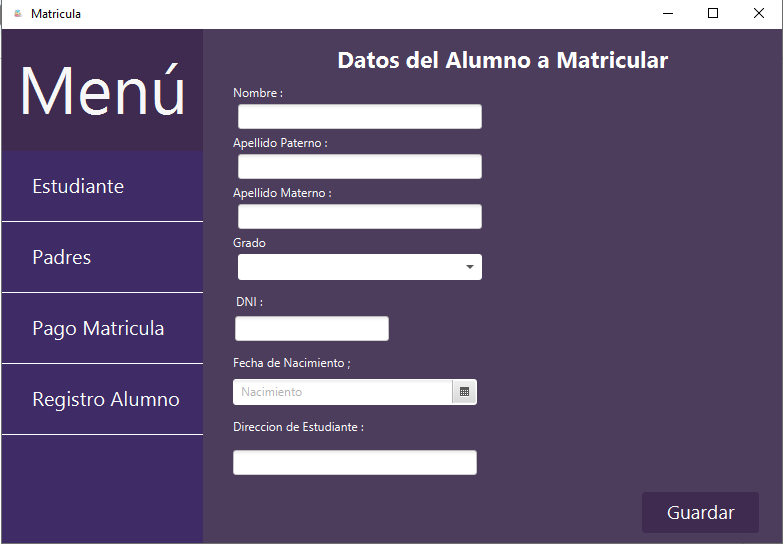 Matricula
Menú
Estudiante
Padres
Pago Matricula
Registro Alumno
Datos del Alumno a Matricular
Nombre :
Apellido Paterno :
Apellido Materno :
Grado
DNI :
Fecha de Nacimiento ;
Nacimiento
Direccion de Estudiante :
Guardar